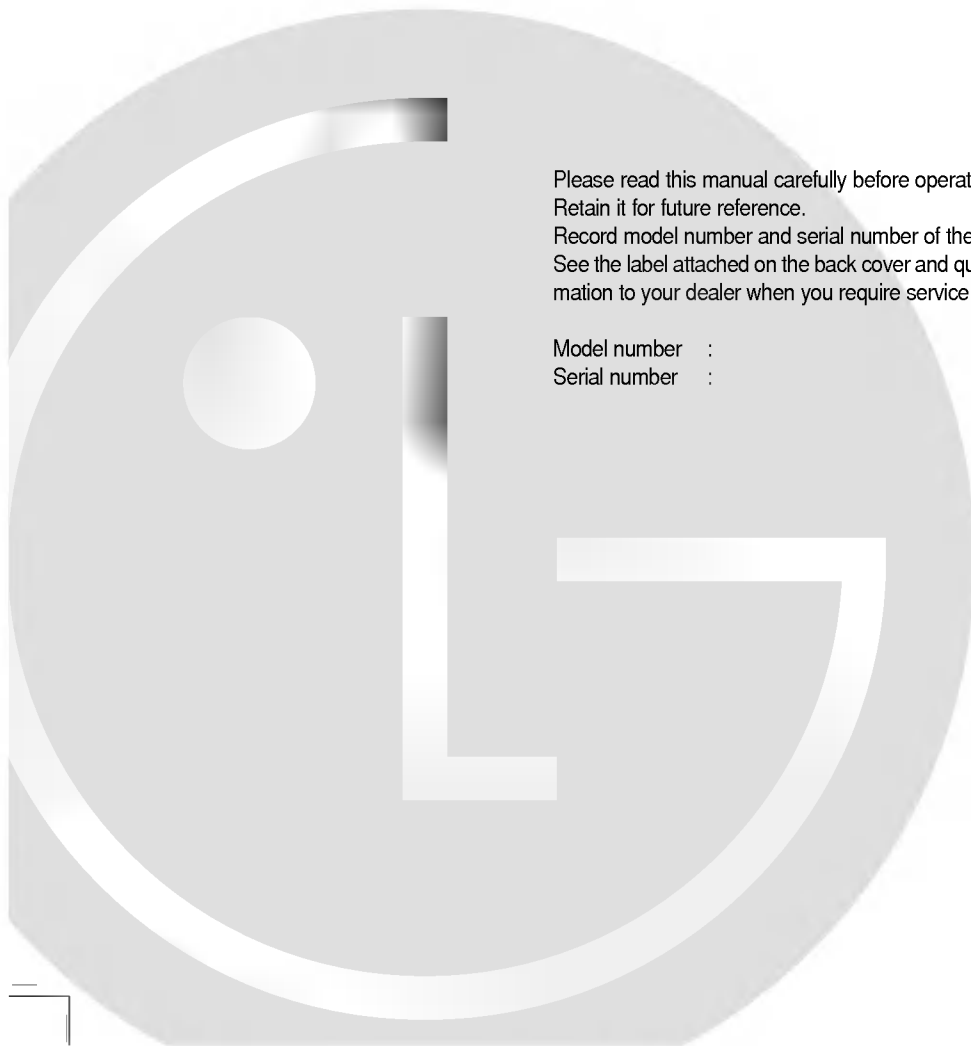 Please read this manual carefully before operat
Retain it for future reference.
Record model number and serial number of the
See the label attached on the back cover and qu
mation to your dealer when you require service
Model number :
Serial number :